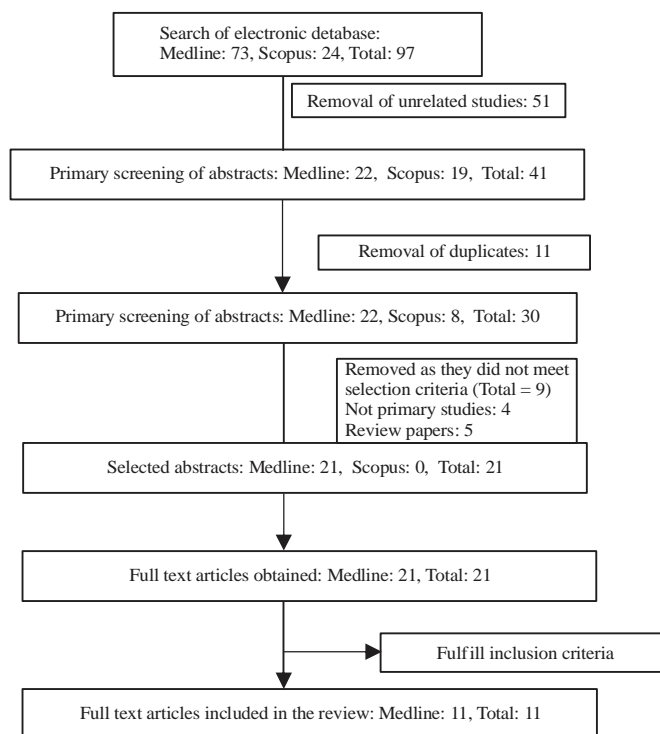 Search of electronic detabase:
Medline: 73, Scopus: 24, Total: 97
Removal of unrelated studies: 51
Primary screening of abstracts: Medline: 22, Scopus: 19, Total: 41
Removal of duplicates: 11
Primary screening of abstracts: Medline: 22, Scopus: 8, Total: 30
Removed as they did not meet
selection criteria (Total = 9)
Not primary studies: 4
Review papers: 5
Selected abstracts: Medline: 21, Scopus: 0, Total: 21
Full text articles obtained: Medline: 21, Total: 21
Fulfill inclusion criteria
Full text articles included in the review: Medline: 11, Total: 11